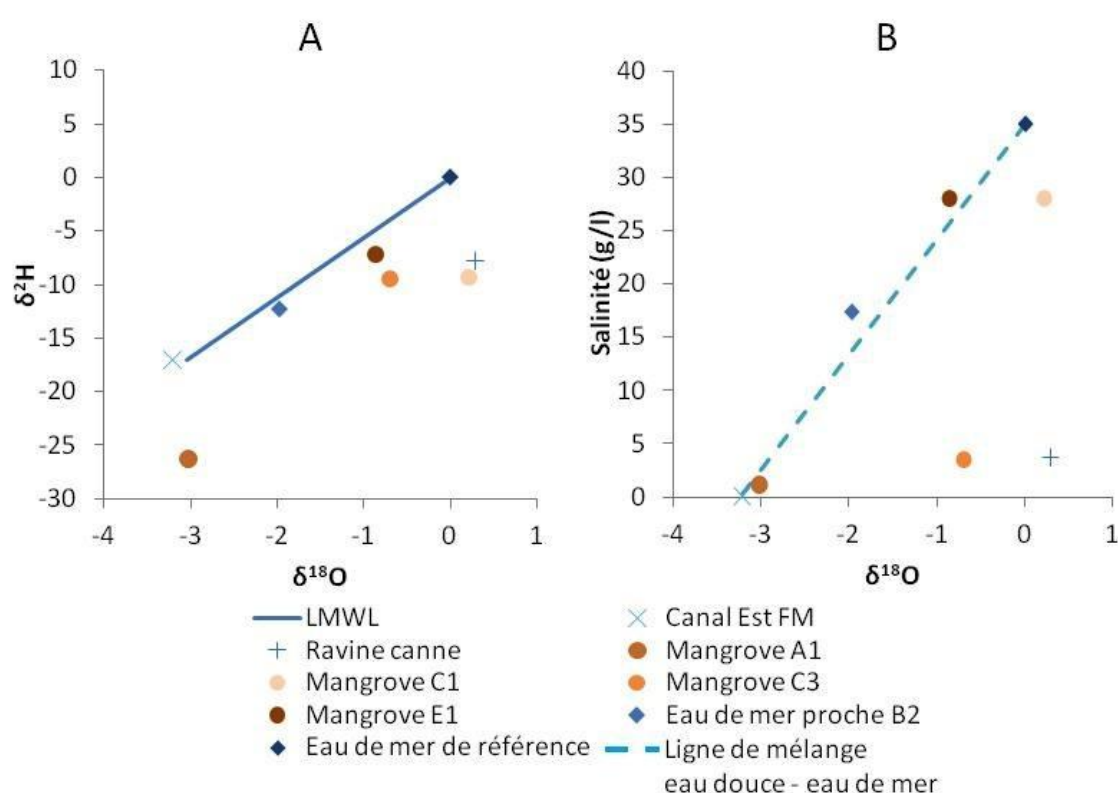 A
B
10
5
0
-5
-10
-15
-20
-25
-30
δ²H
-4
-3
-2
-1
0
1
δ¹⁸O
40
35
30
25
20
15
10
5
0
Salinité (g/l)
-4
-3
-2
-1
0
1
δ¹⁸O
LMWL
Canal Est FM
Ravine canne
Mangrove A1
Mangrove C1
Mangrove C3
Mangrove E1
Eau de mer proche B2
Eau de mer de référence
Ligne de mélange
eau douce - eau de mer